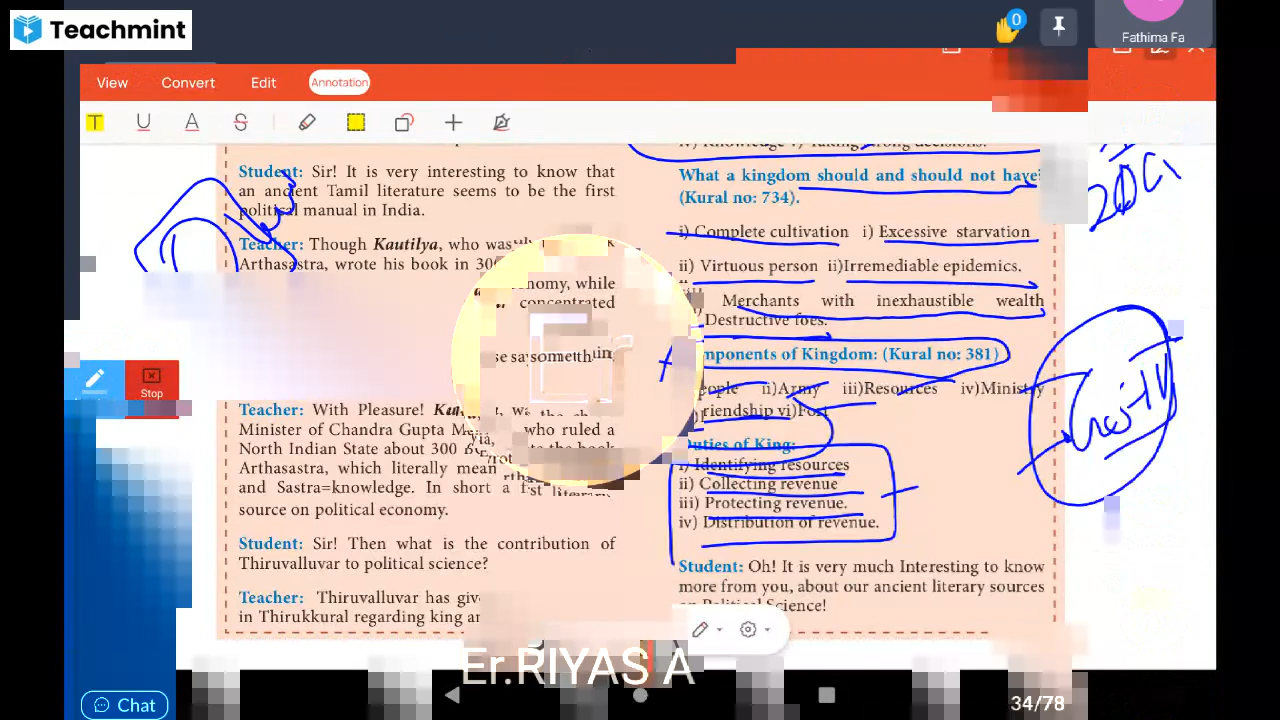 Teachmint
0
Fathima Fa
View Convert Edit Annotation
T U A S
Student: Sir! It is very interesting to know that
an ancient Tamil literature seems to be the first
political manual in India.
Teacher: Though Kautilya, who
Arthasastra, wrote his book in
economy, while
concentrated
Teacher: With Pleasure!
Minister of Chandra Gupta who ruled a
North Indian State about 300
Arthasastra, which literally mean
and Sastra=knowledge. In short a
source on political economy.
Student: Sir! Then what is the contribution of
Thiruvalluvar to political science?
Teacher: Thiruvalluvar has
in Thirukkural regarding king
decisions.
What a kingdom should and should not have?
(Kural no: 734).
i) Complete cultivation i) Excessive starvation
ii) Virtuous person ii)Irremediable epidemics.
Merchants with inexhaustible wealth
Destructive foes.
mponents of Kingdom: (Kural no: 381)
eople ii)Army iii)Resources iv)Ministry
riendship vi)Fort
Duties of King:
i) Identifying resources
ii) Collecting revenue
iii) Protecting revenue.
iv) Distribution of revenue.
Student: Oh! It is very much Interesting to know
more from you, about our ancient literary sources
on Political Science!
Stop
Er.RIYAS A
Chat
34/78